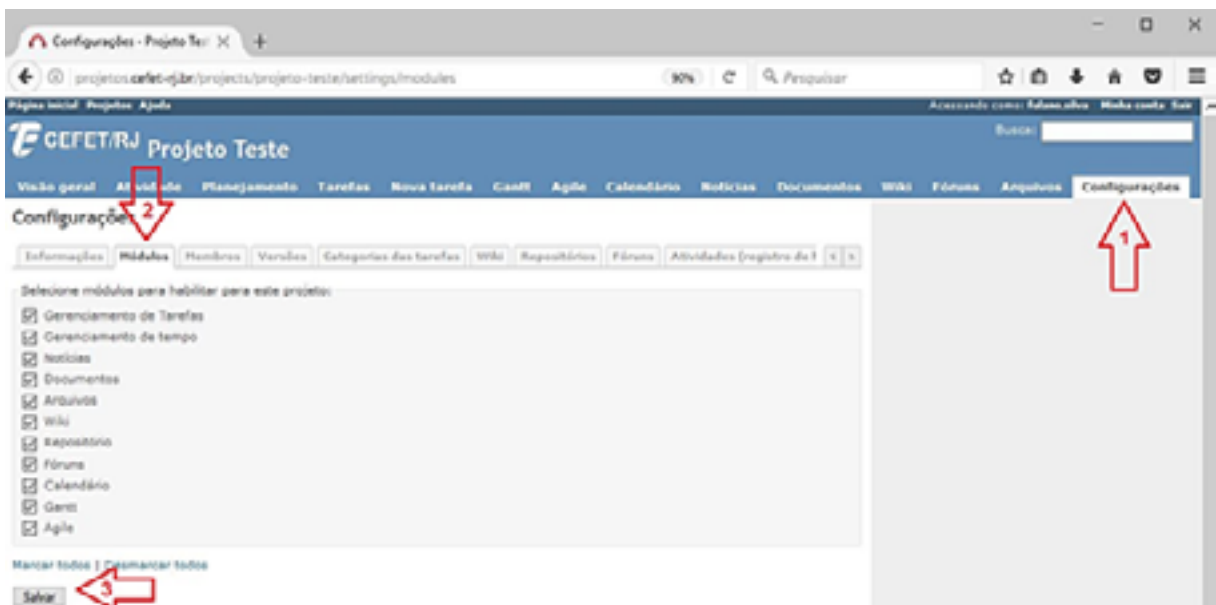 Configurações - Projeto Te
projetos.cefet-rj.br/projects/projeto-teste/settings/modules
90%
Pesquisar
Página inicial Projetos Ajuda
Acessando como: fulano.silva Minha conta Sair
CEFET/RJ Projeto Teste
Busca:
Visão geral Atividade Planejamento Tarefas Nova tarefa Gantt Agile Calendário Notícias Documentos Wiki Fóruns Arquivos Configurações
Configurações
2
1
Informações Módulos Membros Versões Categorias das tarefas Wiki Repositórios Fóruns Atividades (registro de
Selecione módulos para habilitar para este projeto:
Gerenciamento de Tarefas
Gerenciamento de tempo
Notícias
Documentos
Arquivos
Wiki
Repositório
Fóruns
Calendário
Gantt
Agile
Marcar todos | Desmarcar todos
Salvar
3